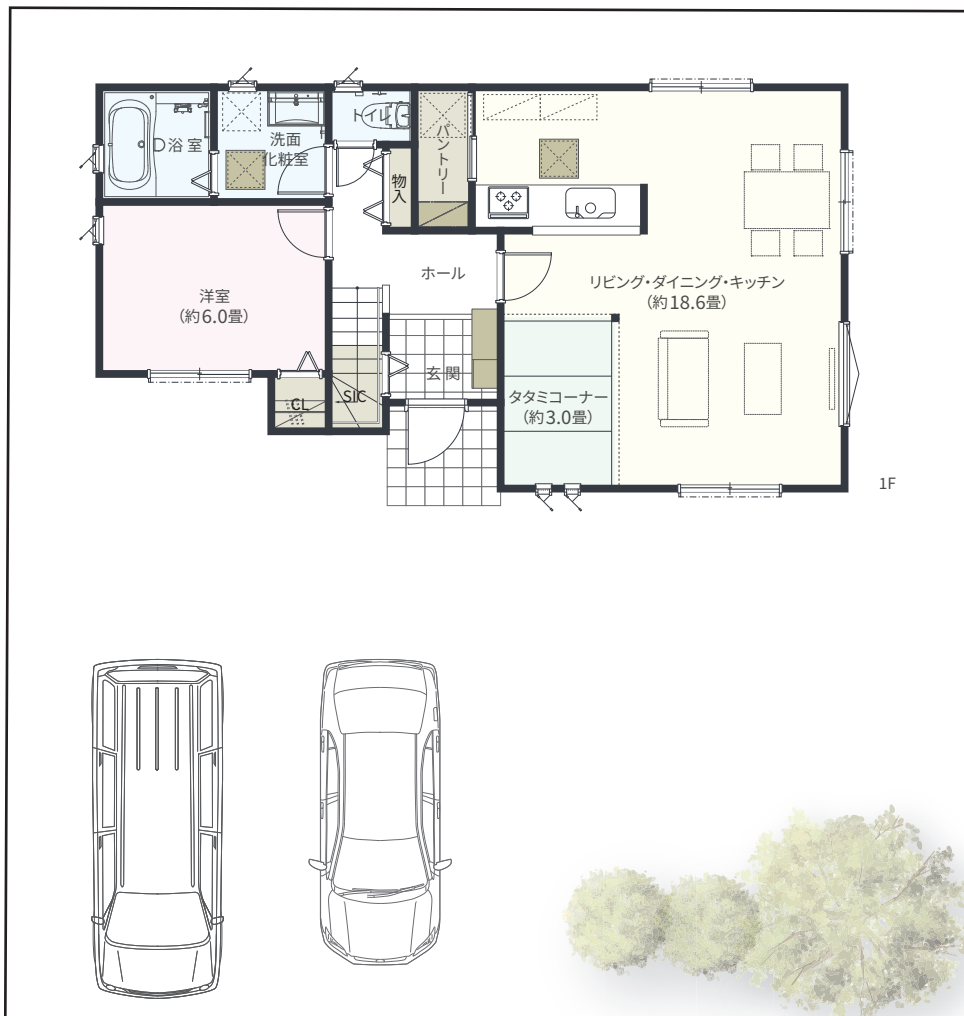 浴室
洗面
化粧室
トイレ
パントリー
物入
ホール
リビング・ダイニング・キッチン
(約18.6畳)
洋室
(約6.0畳)
玄関
タタミコーナー
(約3.0畳)
CL
SIC
1F